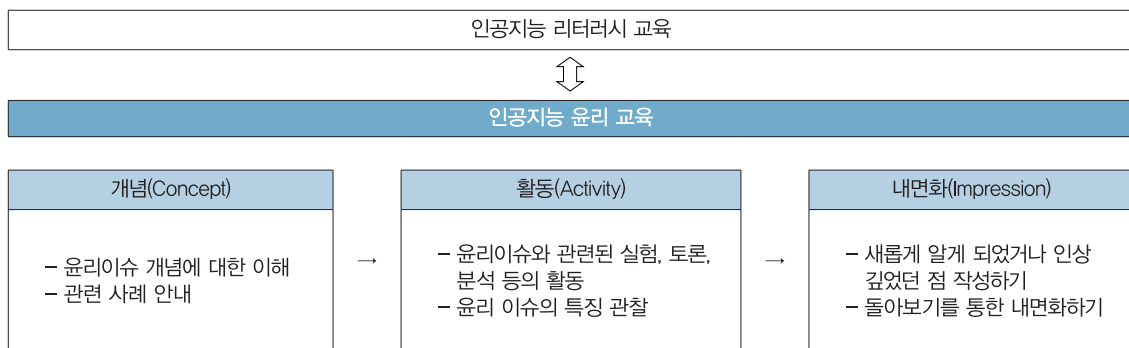 인공지능 리터러시 교육
인공지능 윤리 교육
개념(Concept)
– 윤리이슈 개념에 대한 이해
– 관련 사례 안내
→
활동(Activity)
– 윤리이슈와 관련된 실험, 토론,
분석 등의 활동
– 윤리 이슈의 특징 관찰
→
내면화(Impression)
– 새롭게 알게 되었거나 인상
깊었던 점 작성하기
– 돌아보기를 통한 내면화하기